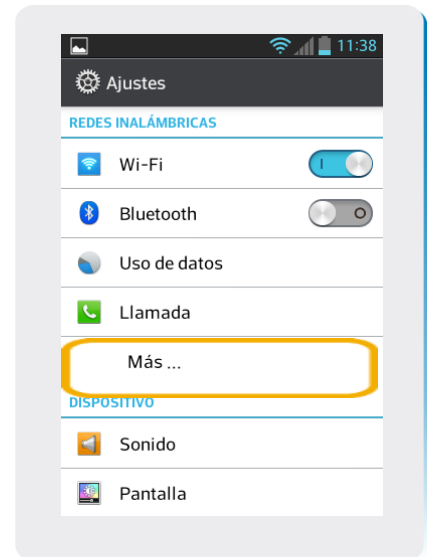 11:38
Ajustes
REDES INALÁMBRICAS
Wi-Fi
I
Bluetooth
O
Uso de datos
Llamada
Más ...
DISPOSITIVO
Sonido
Pantalla